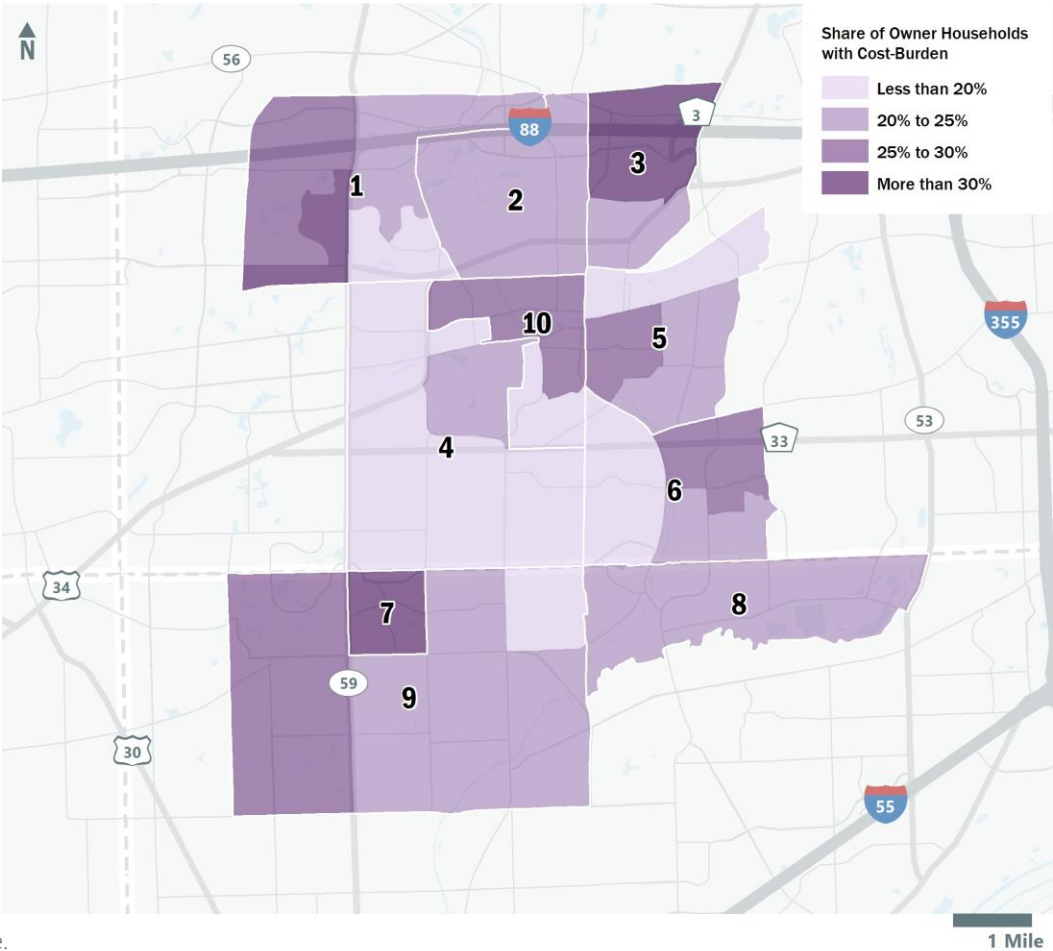 N
56
Share of Owner Households
with Cost-Burden
Less than 20%
20% to 25%
25% to 30%
More than 30%
88
3
3
1
2
355
10
5
53
33
4
6
34
7
8
59
9
30
55
e.
1 Mile